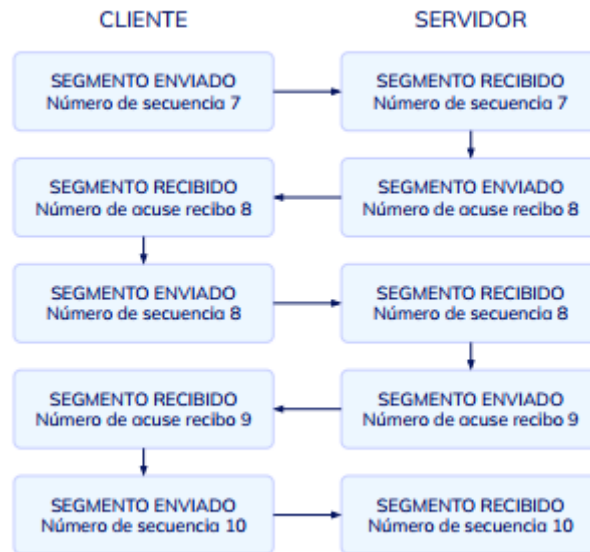 CLIENTE
SERVIDOR
SEGMENTO ENVIADO
Número de secuencia 7
SEGMENTO RECIBIDO
Número de secuencia 7
SEGMENTO RECIBIDO
Número de acuse recibo 8
SEGMENTO ENVIADO
Número de acuse recibo 8
SEGMENTO ENVIADO
Número de secuencia 8
SEGMENTO RECIBIDO
Número de secuencia 8
SEGMENTO RECIBIDO
Número de acuse recibo 9
SEGMENTO ENVIADO
Número de acuse recibo 9
SEGMENTO ENVIADO
Número de secuencia 10
SEGMENTO RECIBIDO
Número de secuencia 10